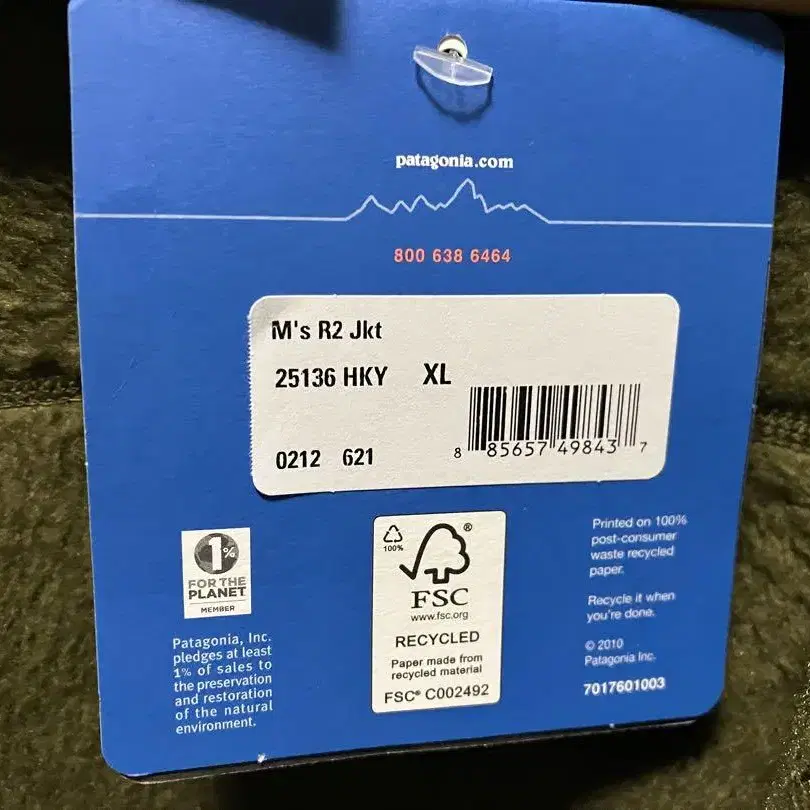 patagonia.com
800 638 6464
M's R2 Jkt
25136 HKY XL
0212 621
8 85657 49843 7
1%
FOR THE
PLANET
MEMBER
Patagonia, Inc.
pledges at least
1% of sales to
the preservation
and restoration
of the natural
environment.
100%
®
FSC
www.fsc.org
RECYCLED
Paper made from
recycled material
FSC® C002492
Printed on 100%
post-consumer
waste recycled
paper.
Recycle it when
you're done.
© 2010
Patagonia Inc.
7017601003